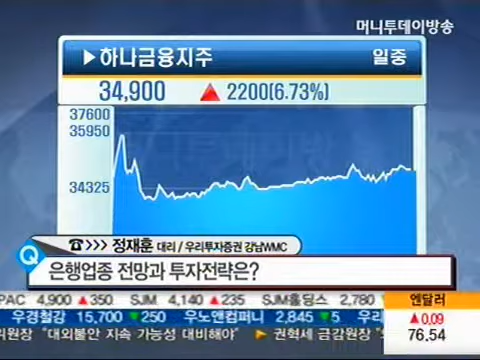 머니투데이방송
▶하나금융지주 일중
34,900 ▲ 2200(6.73%)
37600
35950
34325
☎>>> 정재훈 대리 / 우리투자증권 강남WMC
Q 은행업종 전망과 투자전략은?
PAC 4,900 ▲350 SJM 4,140 ▲235 SJM홀딩스 2,780
우경철강 15,700 ▼250 우노앤컴퍼니 2,845 ▼5 우리
위원장 "대외불안 지속 가능성 대비해야" ▶ 권혁세 금감원장
엔달러
▲0.09
76.54